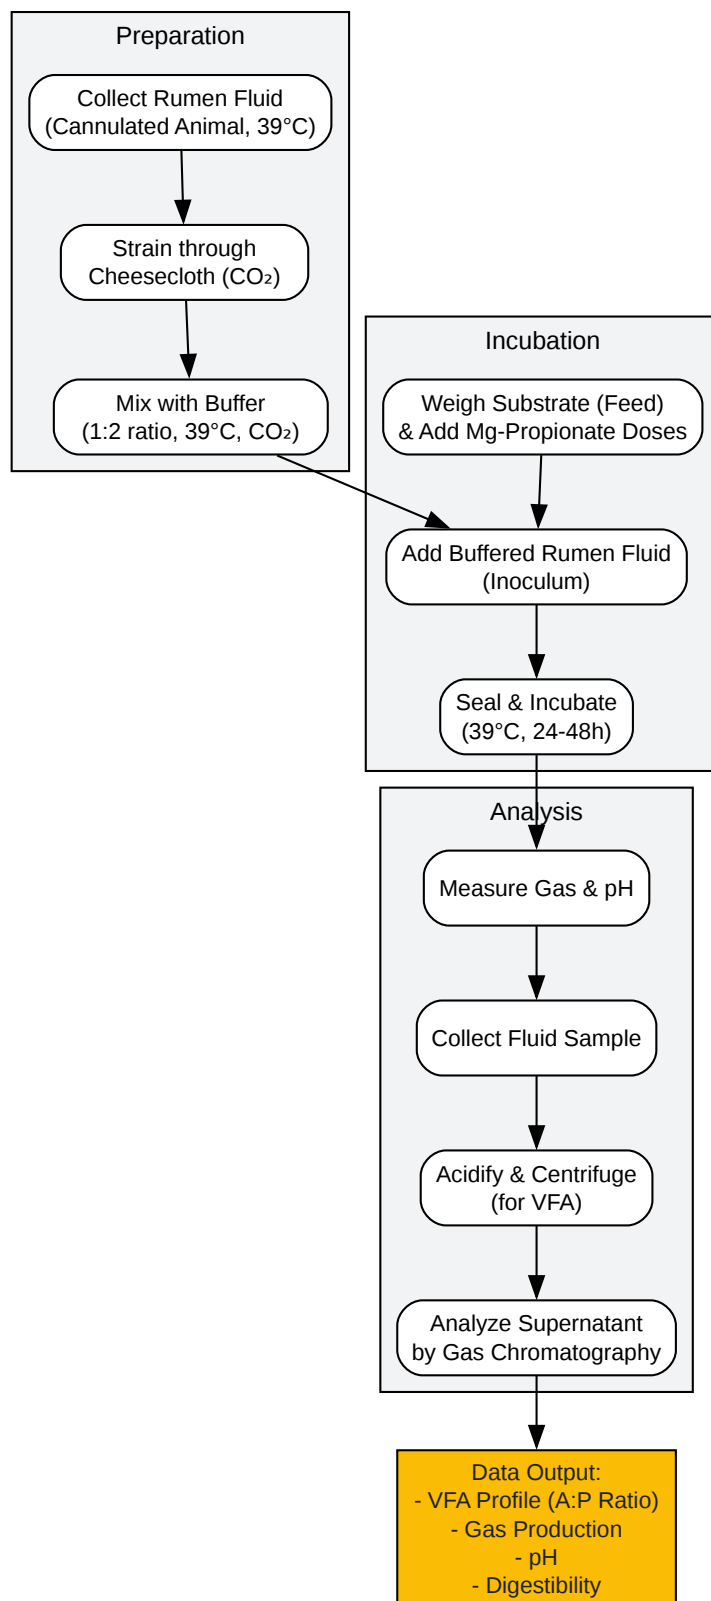 Preparation
Collect Rumen Fluid
(Cannulated Animal, 39°C)
Strain through
Cheesecloth (CO₂)
Mix with Buffer
(1:2 ratio, 39°C, CO₂)
Incubation
Weigh Substrate (Feed)
& Add Mg-Propionate Doses
Add Buffered Rumen Fluid
(Inoculum)
Seal & Incubate
(39°C, 24-48h)
Analysis
Measure Gas & pH
Collect Fluid Sample
Acidify & Centrifuge
(for VFA)
Analyze Supernatant
by Gas Chromatography
Data Output:
- VFA Profile (A:P Ratio)
- Gas Production
- pH
- Digestibility